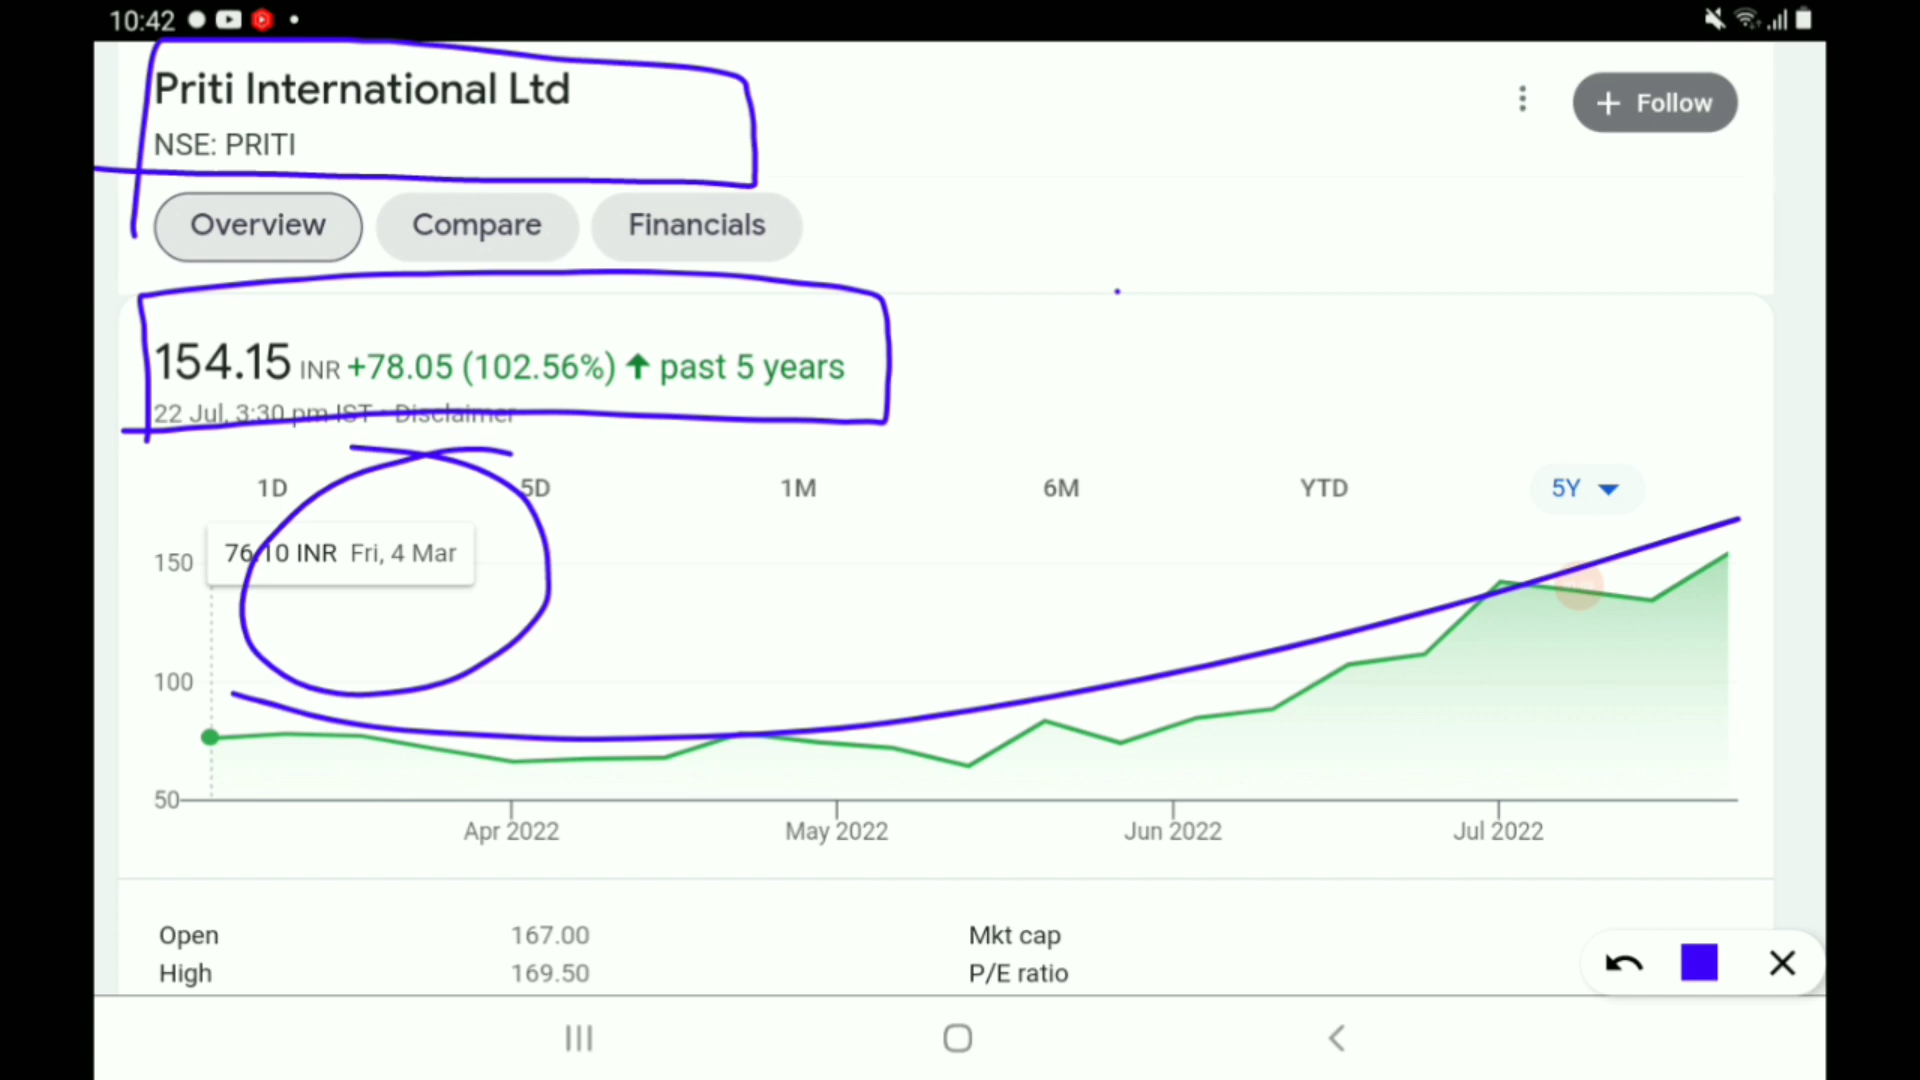 10:42
Priti International Ltd
NSE: PRITI
+ Follow
Overview Compare Financials
154.15 INR +78.05 (102.56%) ↑ past 5 years
22 Jul, 3:30 pm IST · Disclaimer
1D 5D 1M 6M YTD 5Y
76.10 INR Fri, 4 Mar
150
100
50
Apr 2022 May 2022 Jun 2022 Jul 2022
Open 167.00 Mkt cap
High 169.50 P/E ratio